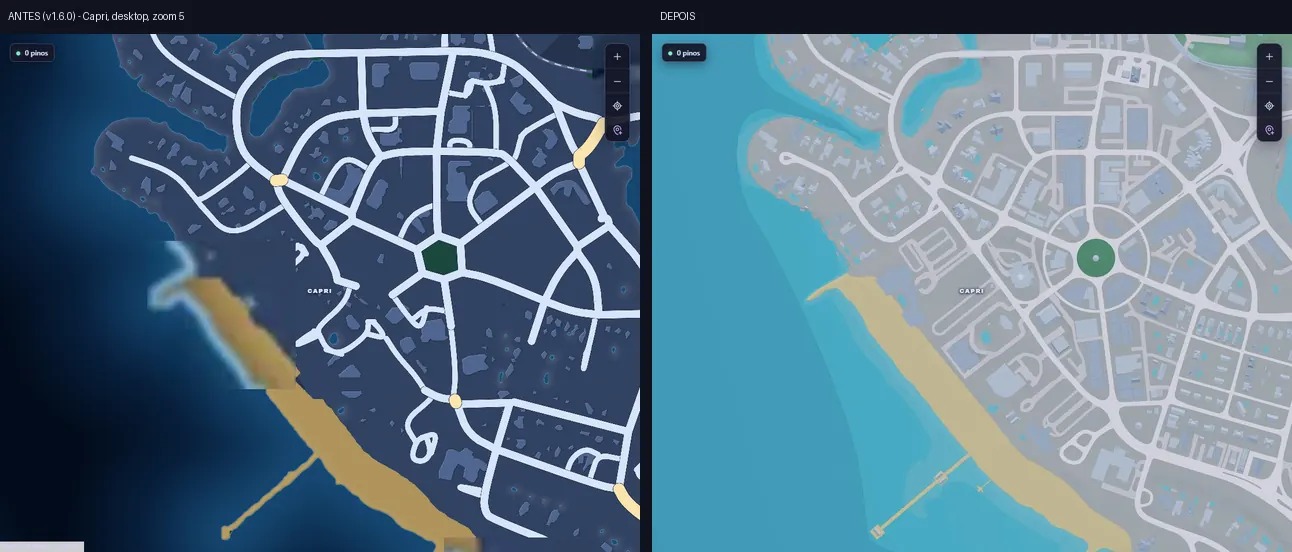 ANTES (v1.6.0) - Capri, desktop, zoom 5
DEPOIS
0 pinos
0 pinos
CAPRI
CAPRI